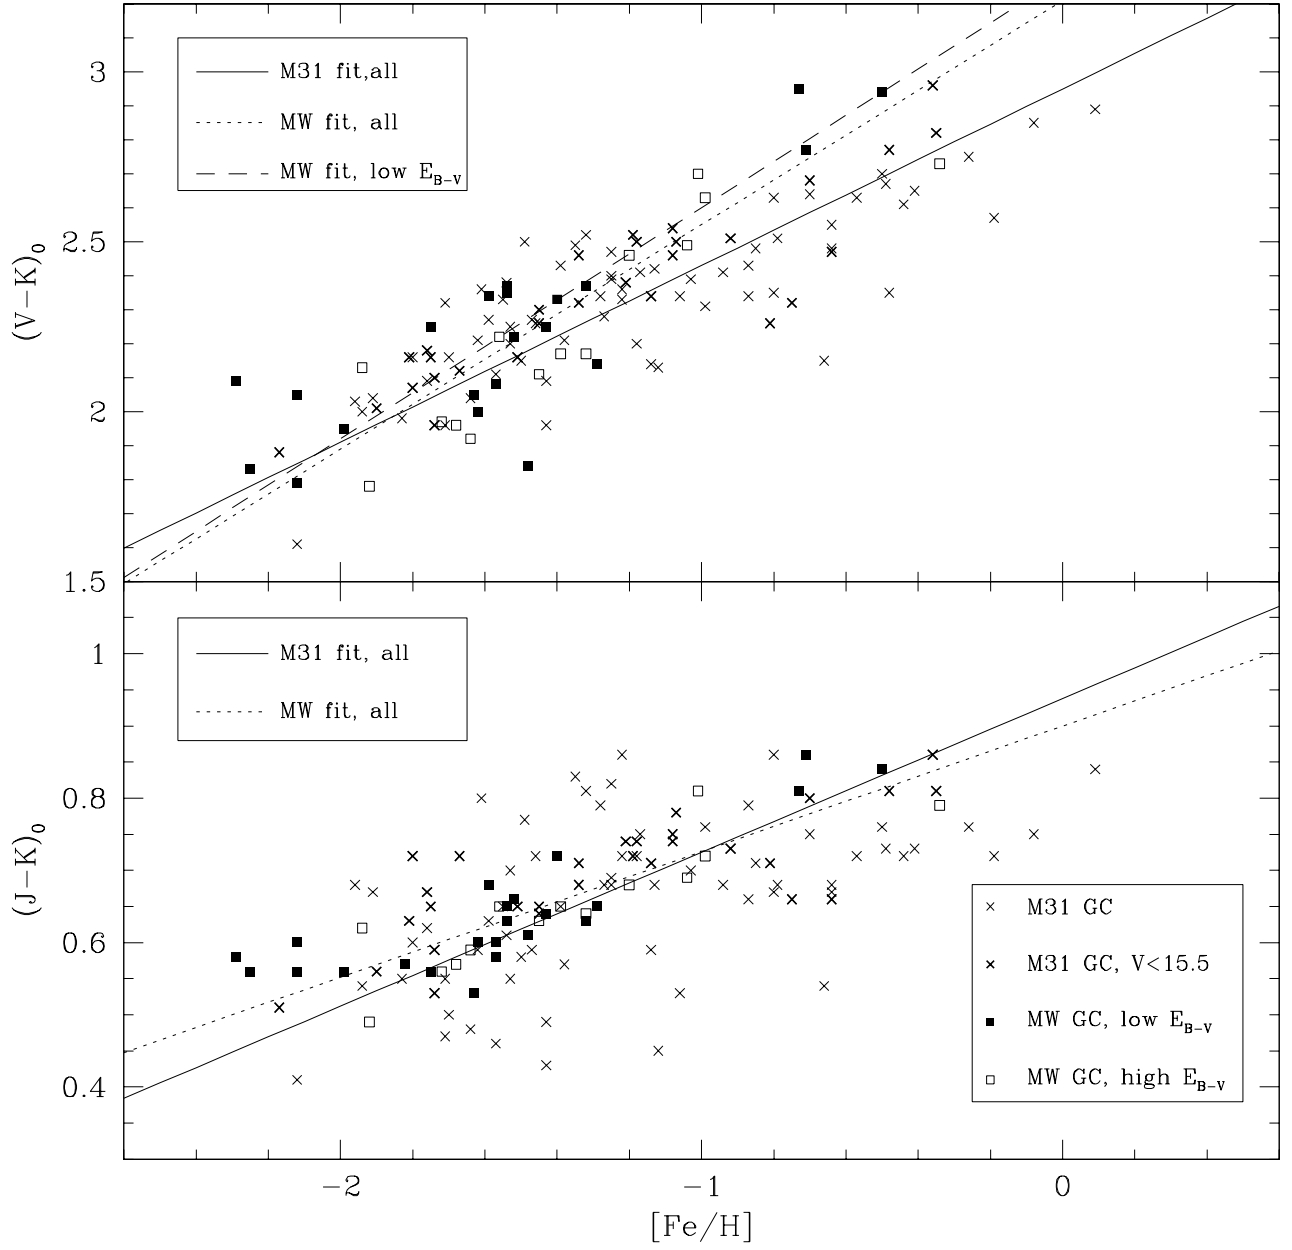 3
2.5
2
1.5
(V−K)₀
M31 fit,all
MW fit, all
MW fit, low E_B−V
1
0.8
0.6
0.4
(J−K)₀
M31 fit, all
MW fit, all
M31 GC
M31 GC, V<15.5
MW GC, low E_B−V
MW GC, high E_B−V
−2 −1 0
[Fe/H]